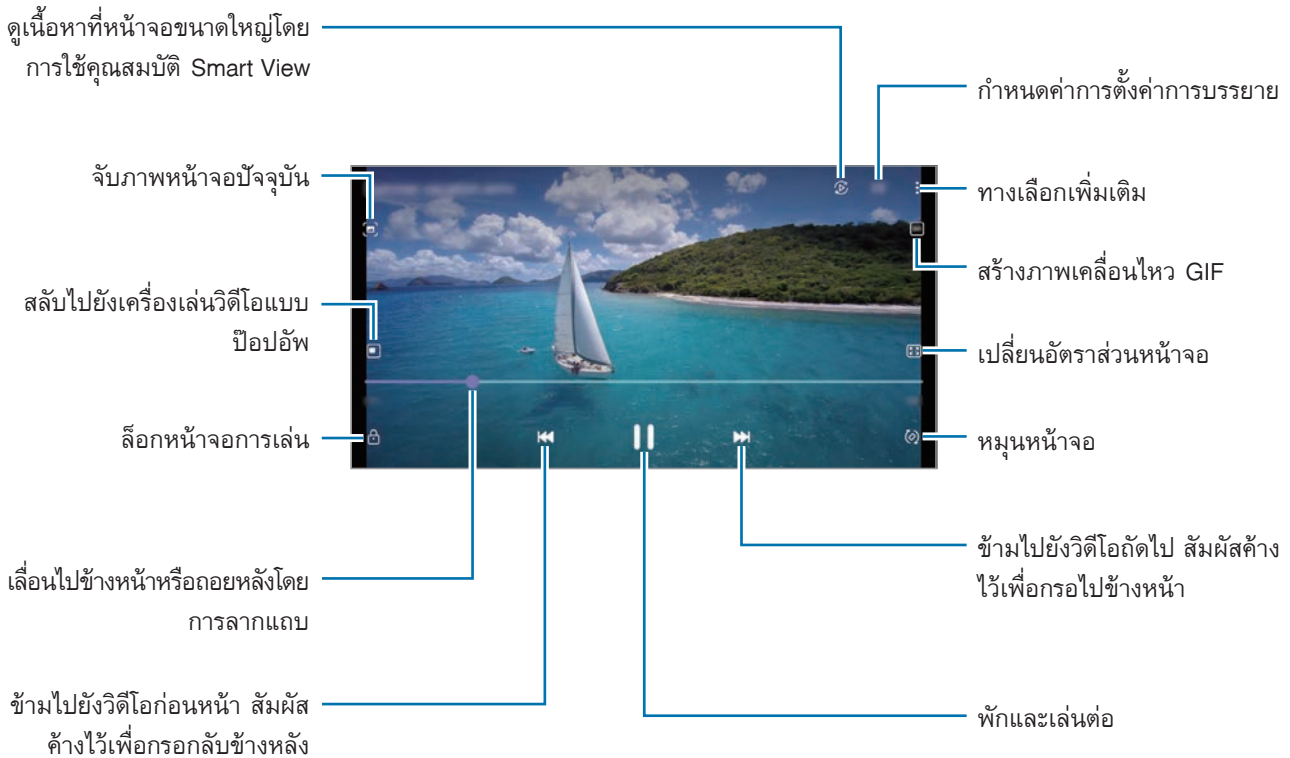 ดูเนื้อหาที่หน้าจอขนาดใหญ่โดย
การใช้คุณสมบัติ Smart View
กำหนดค่าการตั้งค่าการบรรยาย
จับภาพหน้าจอปัจจุบัน
ทางเลือกเพิ่มเติม
สร้างภาพเคลื่อนไหว GIF
สลับไปยังเครื่องเล่นวิดีโอแบบ
ป๊อปอัพ
เปลี่ยนอัตราส่วนหน้าจอ
ล็อกหน้าจอการเล่น
หมุนหน้าจอ
ข้ามไปยังวิดีโอถัดไป สัมผัสค้าง
ไว้เพื่อกรอไปข้างหน้า
เลื่อนไปข้างหน้าหรือถอยหลังโดย
การลากแถบ
ข้ามไปยังวิดีโอก่อนหน้า สัมผัส
ค้างไว้เพื่อกรอกลับข้างหลัง
พักและเล่นต่อ